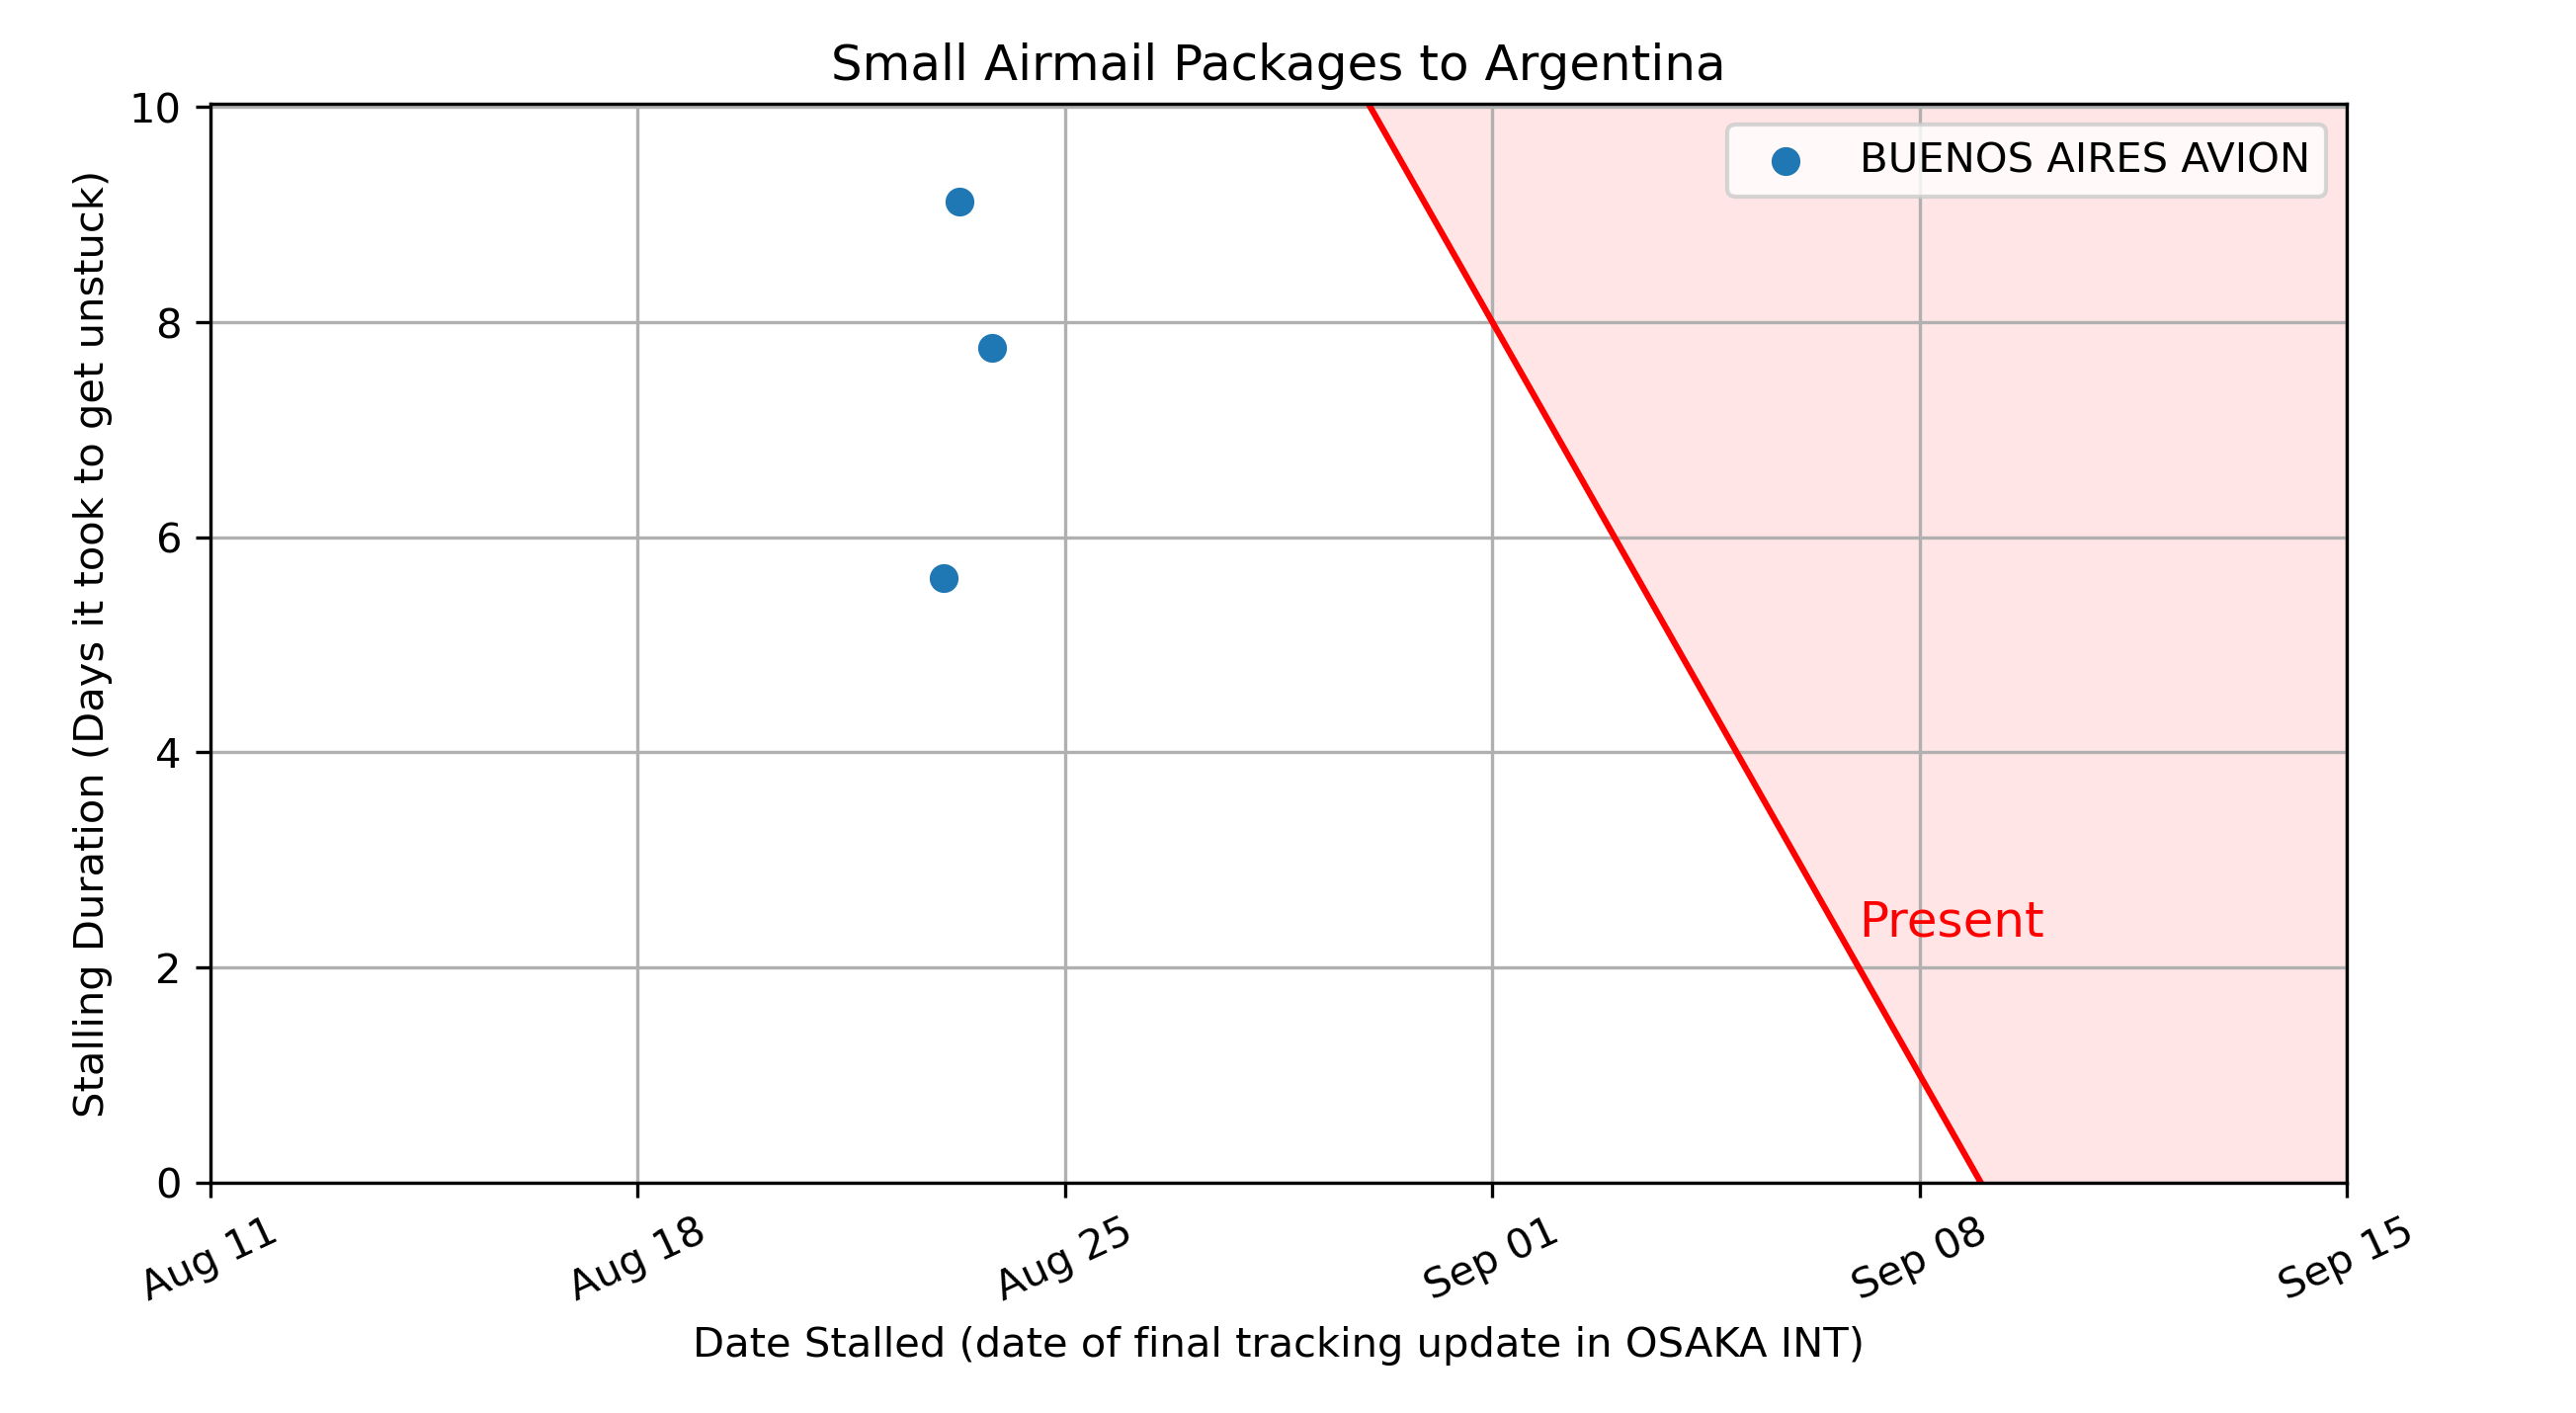 Small Airmail Packages to Argentina
BUENOS AIRES AVION
Stalling Duration (Days it took to get unstuck)
10
8
6
4
2
0
Present
Aug 11
Aug 18
Aug 25
Sep 01
Sep 08
Sep 15
Date Stalled (date of final tracking update in OSAKA INT)